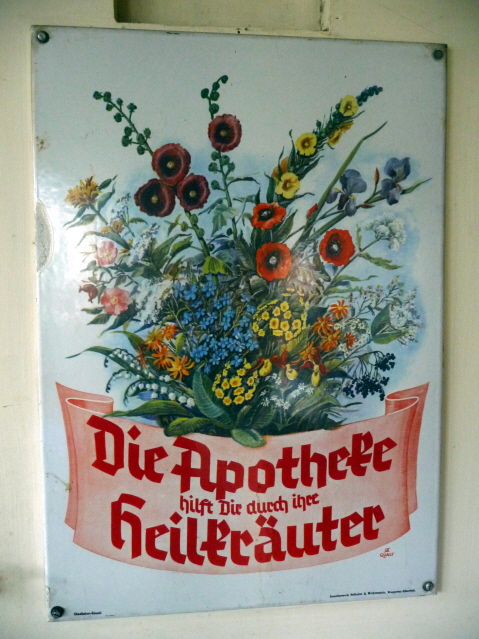 Die Apotheke
hilft Dir durch ihre
Heilkräuter